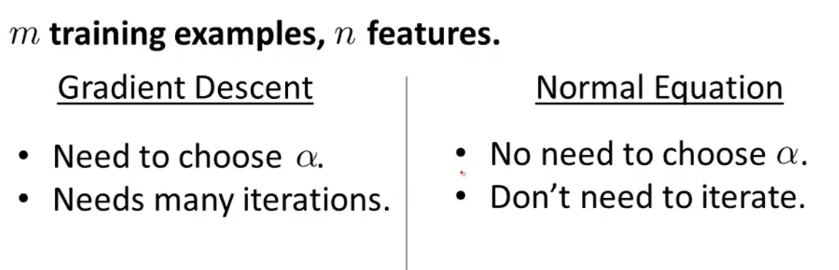 m training examples, n features.
Gradient Descent
• Need to choose α.
• Needs many iterations.
Normal Equation
• No need to choose α.
• Don't need to iterate.